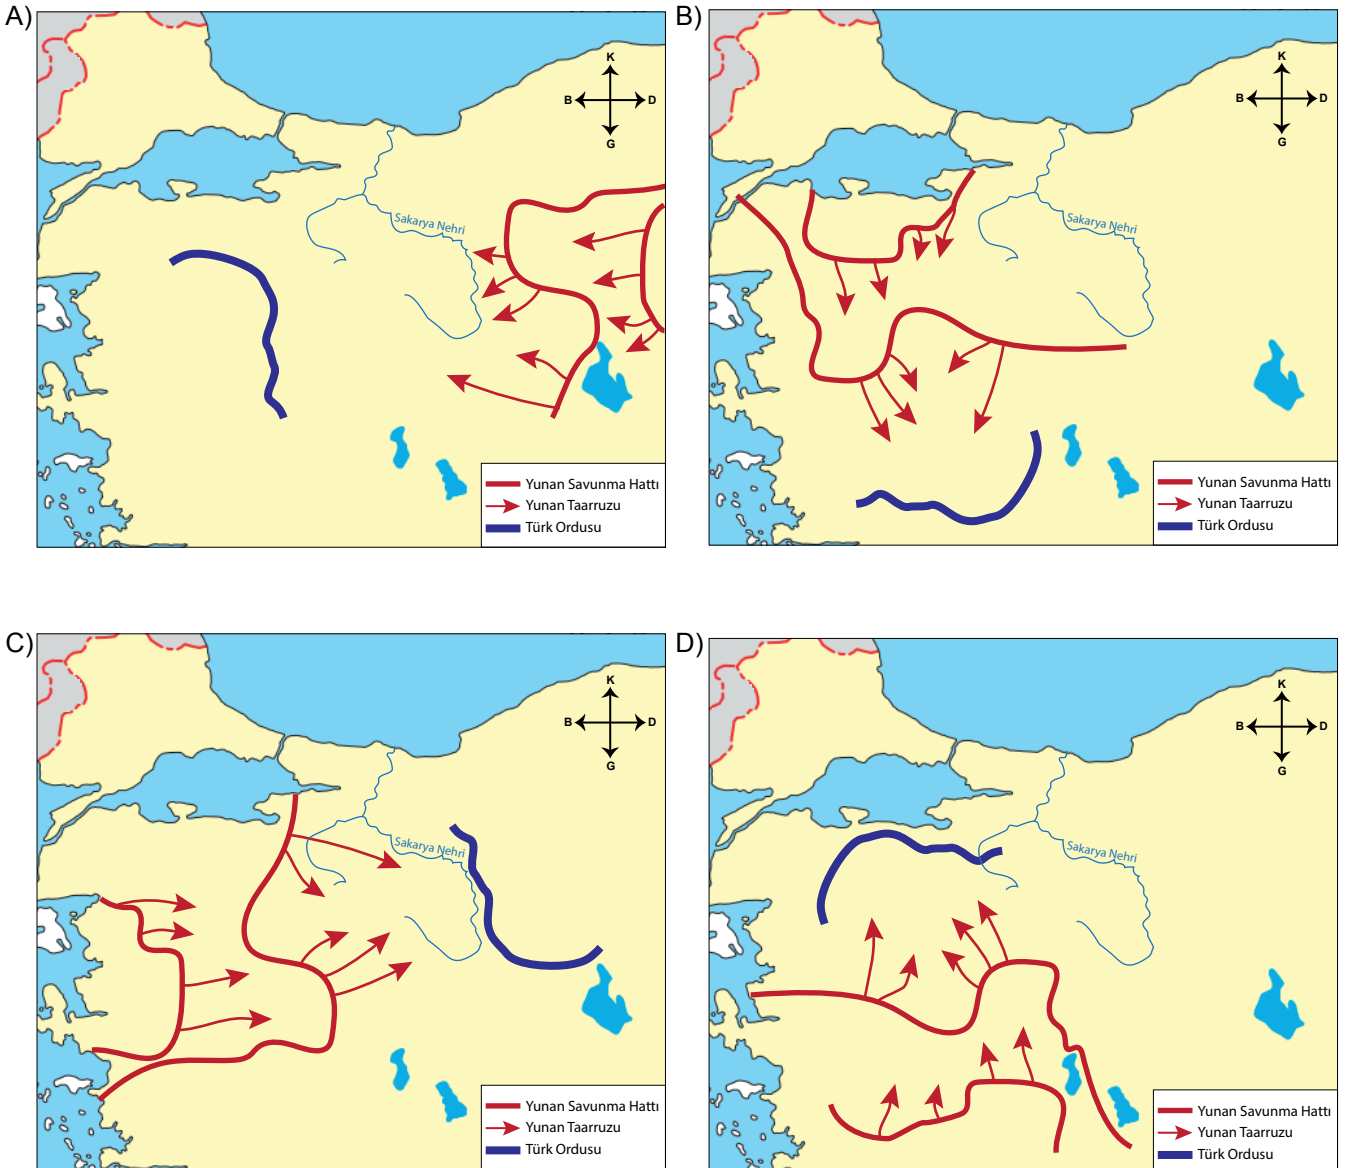 A)
K
B D
G
Sakarya Nehri
Yunan Savunma Hattı
Yunan Taarruzu
Türk Ordusu
B)
K
B D
G
Sakarya Nehri
Yunan Savunma Hattı
Yunan Taarruzu
Türk Ordusu
C)
K
B D
G
Sakarya Nehri
Yunan Savunma Hattı
Yunan Taarruzu
Türk Ordusu
D)
K
B D
G
Sakarya Nehri
Yunan Savunma Hattı
Yunan Taarruzu
Türk Ordusu